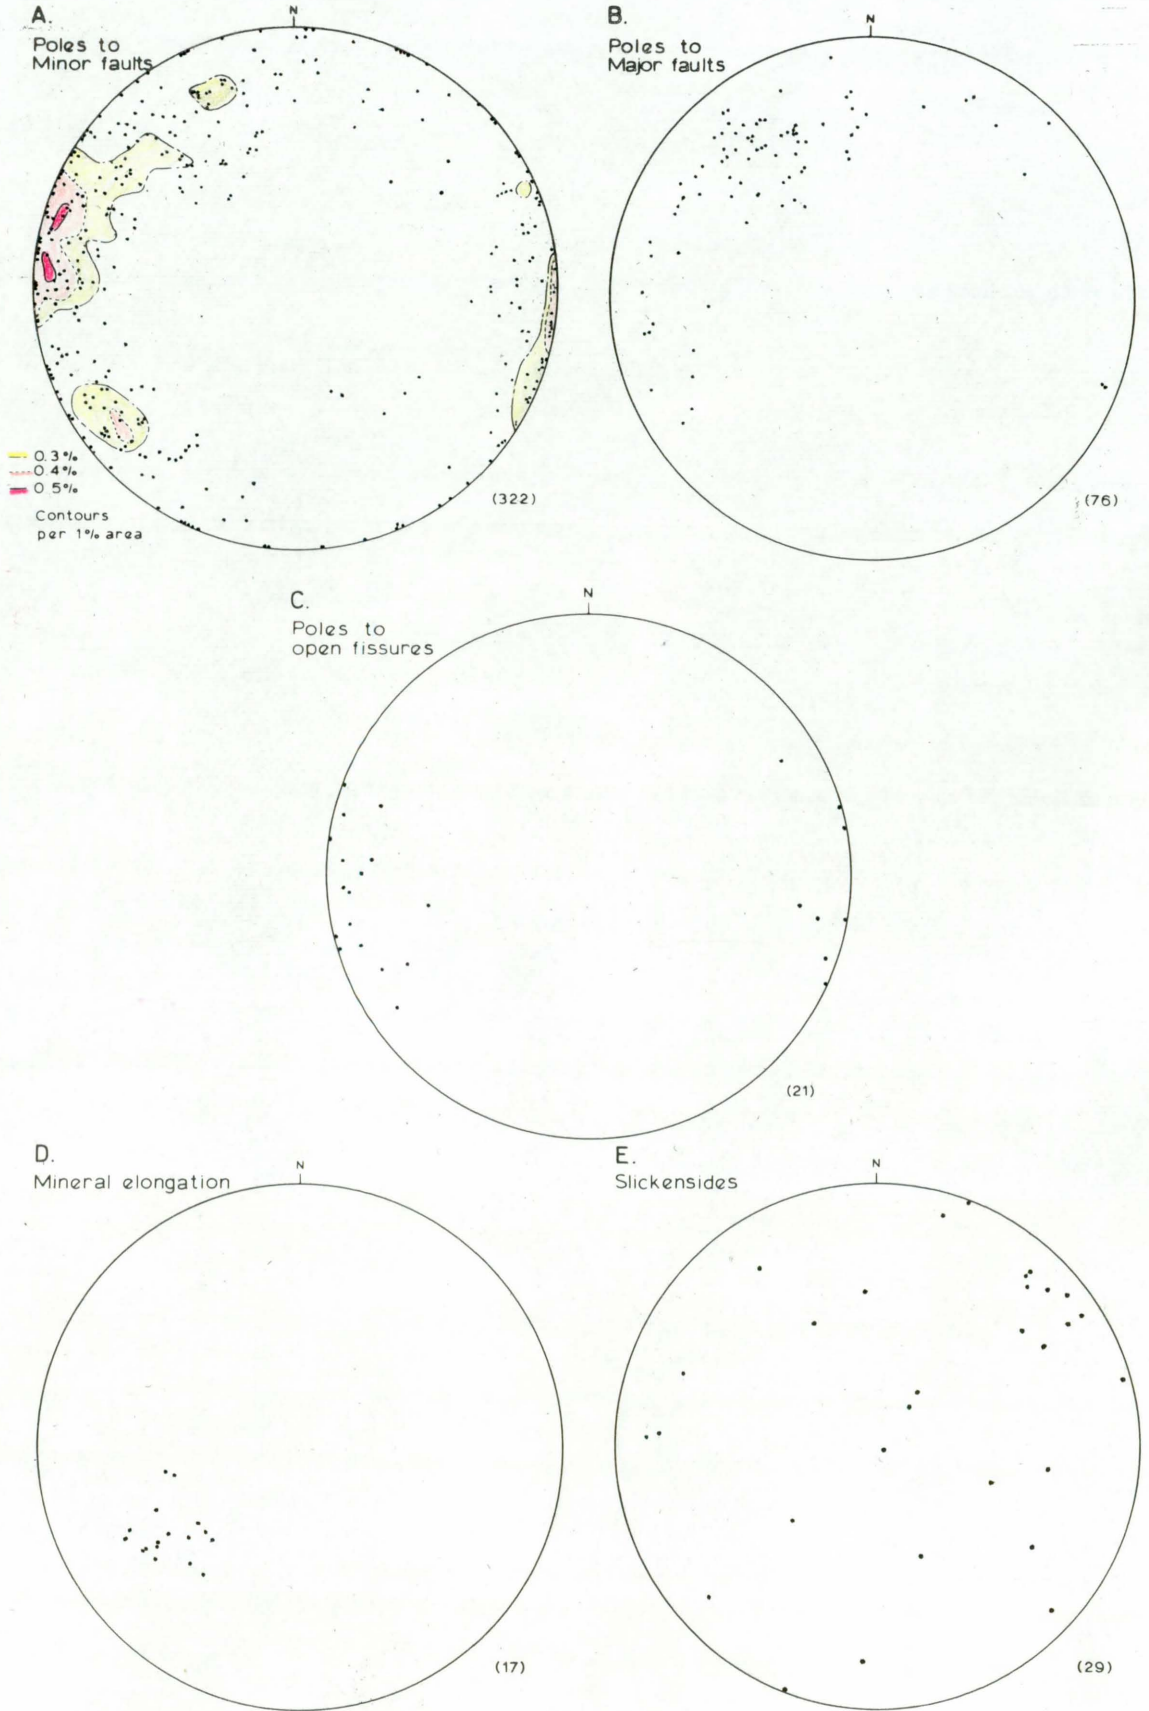 A.
N
Poles to
Minor faults
0.3%
0.4%
0.5%
Contours
per 1% area
(322)
B.
N
Poles to
Major faults
(76)
C.
N
Poles to
open fissures
(21)
D.
N
Mineral elongation
(17)
E.
N
Slickensides
(29)